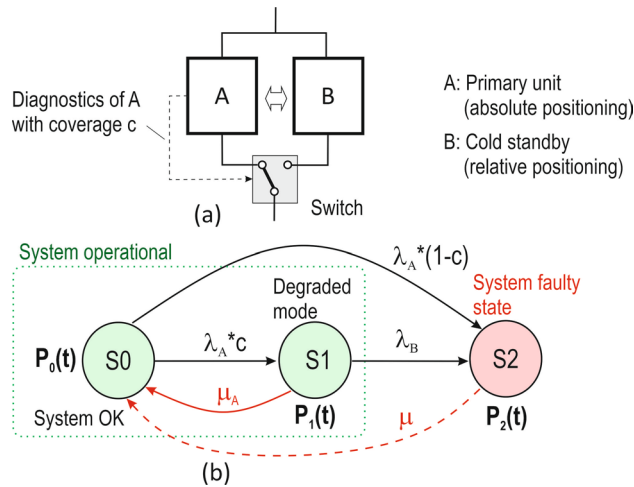 Diagnostics of A
with coverage c
A
B
A: Primary unit
(absolute positioning)
B: Cold standby
(relative positioning)
Switch
(a)
System operational
λA*(1-c)
Degraded
mode
System faulty
state
P0(t)
S0
λA*c
S1
λB
S2
μA
System OK
P1(t)
μ
P2(t)
(b)